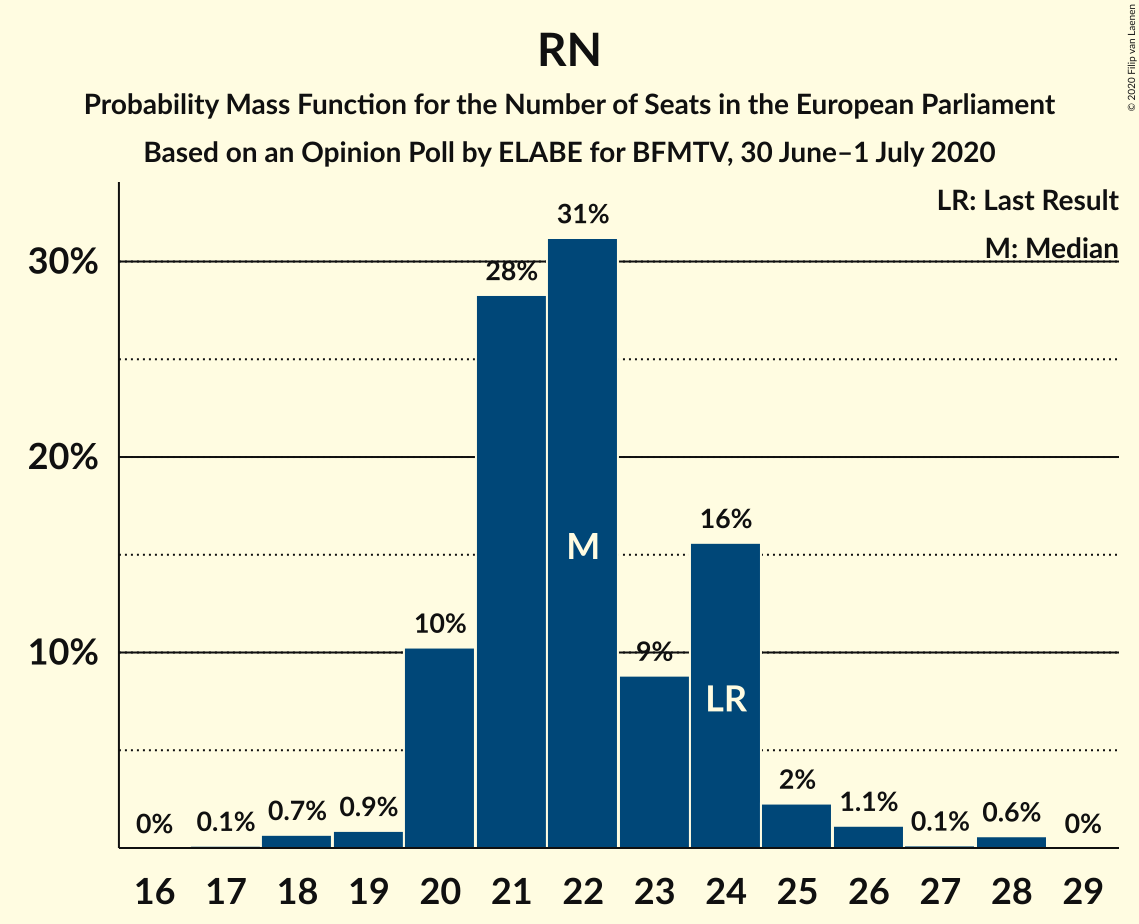 RN
Probability Mass Function for the Number of Seats in the European Parliament
Based on an Opinion Poll by ELABE for BFMTV, 30 June–1 July 2020
© 2020 Filip van Laenen
LR: Last Result
M: Median
30%
20%
10%
0%
0.1%
0.7%
0.9%
10%
28%
31%
9%
16%
2%
1.1%
0.1%
0.6%
0%
M
LR
16 17 18 19 20 21 22 23 24 25 26 27 28 29